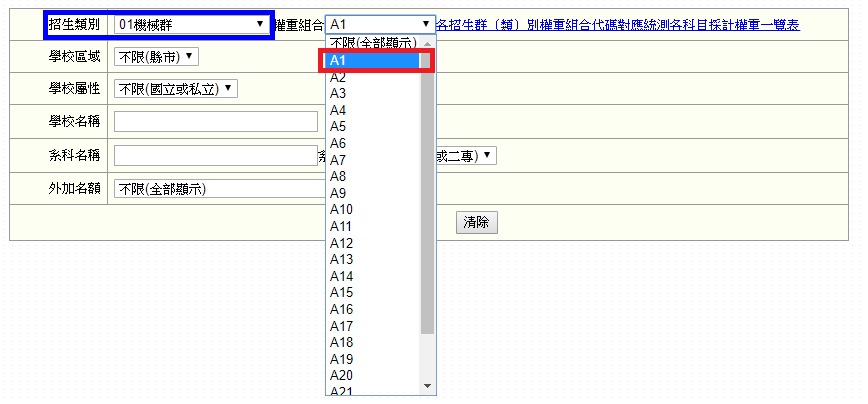 招生類別 01機械群 權重組合 A1 各招生群（類）別權重組合代碼對應統測各科目採計權重一覽表
不限(全部顯示)
學校區域 不限(縣市)
A1
A2
學校屬性 不限(國立或私立)
A3
A4
學校名稱
A5
A6
系科名稱 或二專)
A7
A8
外加名額 不限(全部顯示)
A9
A10
A11
清除
A12
A13
A14
A15
A16
A17
A18
A19
A20
A21